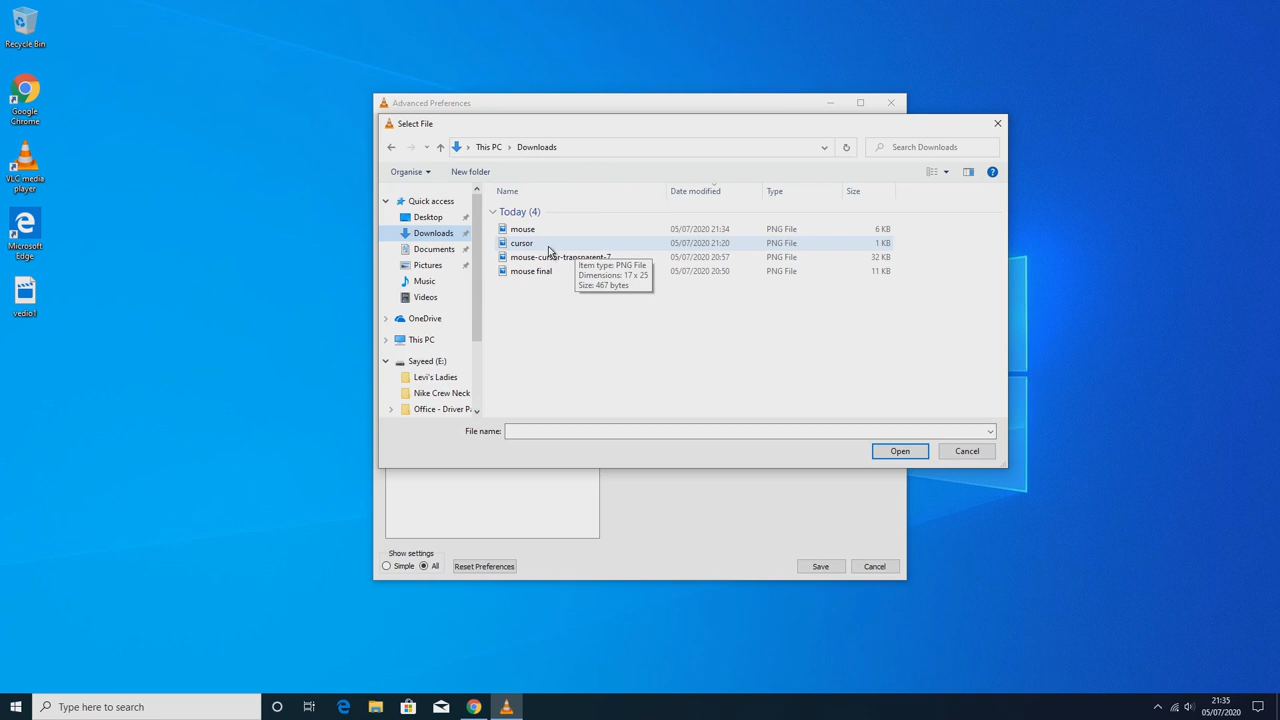 Recycle Bin
Google
Chrome
VLC media
player
Microsoft
Edge
vedio1
Advanced Preferences
Select File
This PC > Downloads
Search Downloads
Organise
New folder
Name Date modified Type Size
Quick access
Desktop
Downloads
Documents
Pictures
Music
Videos
OneDrive
This PC
Sayeed (E:)
Levi's Ladies
Nike Crew Neck
Office - Driver P
Today (4)
mouse 05/07/2020 21:34 PNG File 6 KB
cursor 05/07/2020 21:20 PNG File 1 KB
mouse-cursor-transparent-7 05/07/2020 20:57 PNG File 32 KB
mouse final 05/07/2020 20:50 PNG File 11 KB
Item type: PNG File
Dimensions: 17 x 25
Size: 467 bytes
File name:
Open Cancel
Show settings
Simple All Reset Preferences Save Cancel
Type here to search
21:35
05/07/2020